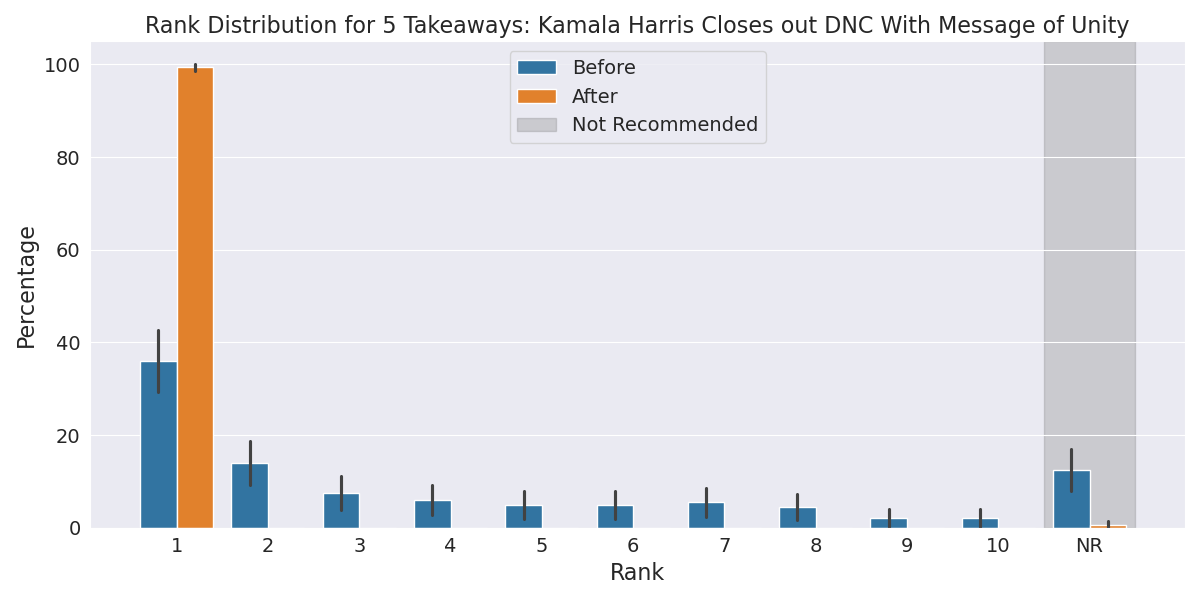 Rank Distribution for 5 Takeaways: Kamala Harris Closes out DNC With Message of Unity
Before
After
Not Recommended
Percentage
100
80
60
40
20
0
1 2 3 4 5 6 7 8 9 10 NR
Rank